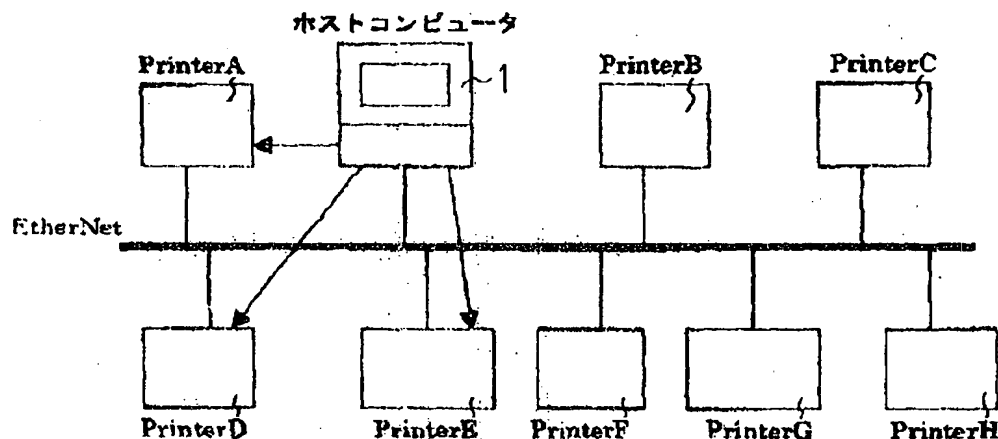 ホストコンピュータ
PrinterA
1
PrinterB
PrinterC
EtherNet
PrinterD
PrinterE
PrinterF
PrinterG
PrinterH